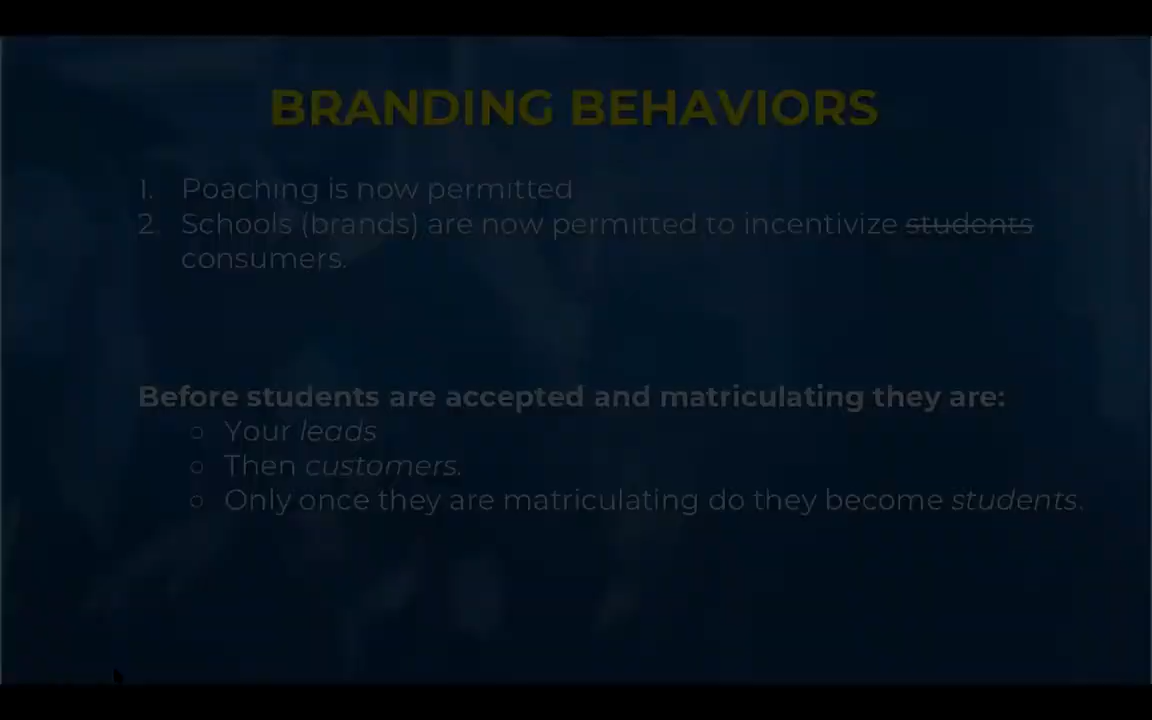 BRANDING BEHAVIORS
1. Poaching is now permitted
2. Schools (brands) are now permitted to incentivize students
consumers.
Before students are accepted and matriculating they are:
○ Your leads
○ Then customers.
○ Only once they are matriculating do they become students.